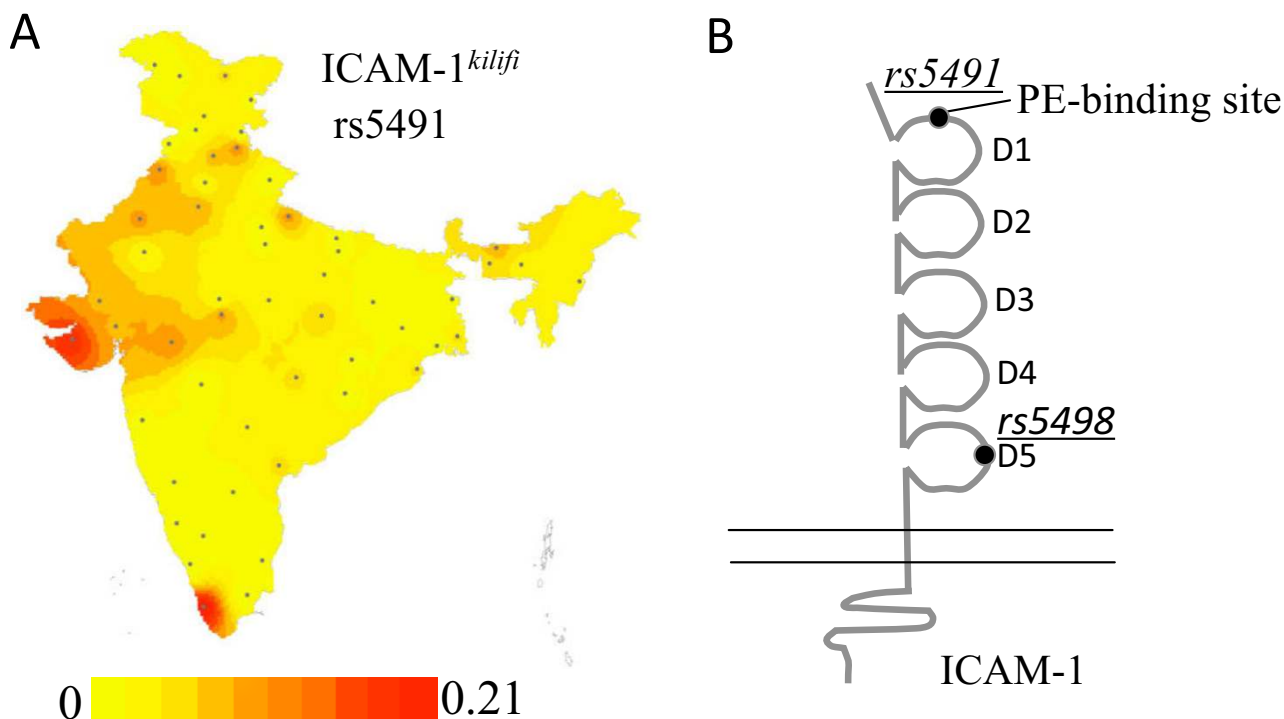 A
ICAM-1kilifi
rs5491
0
0.21
B
rs5491
PE-binding site
D1
D2
D3
D4
rs5498
D5
ICAM-1